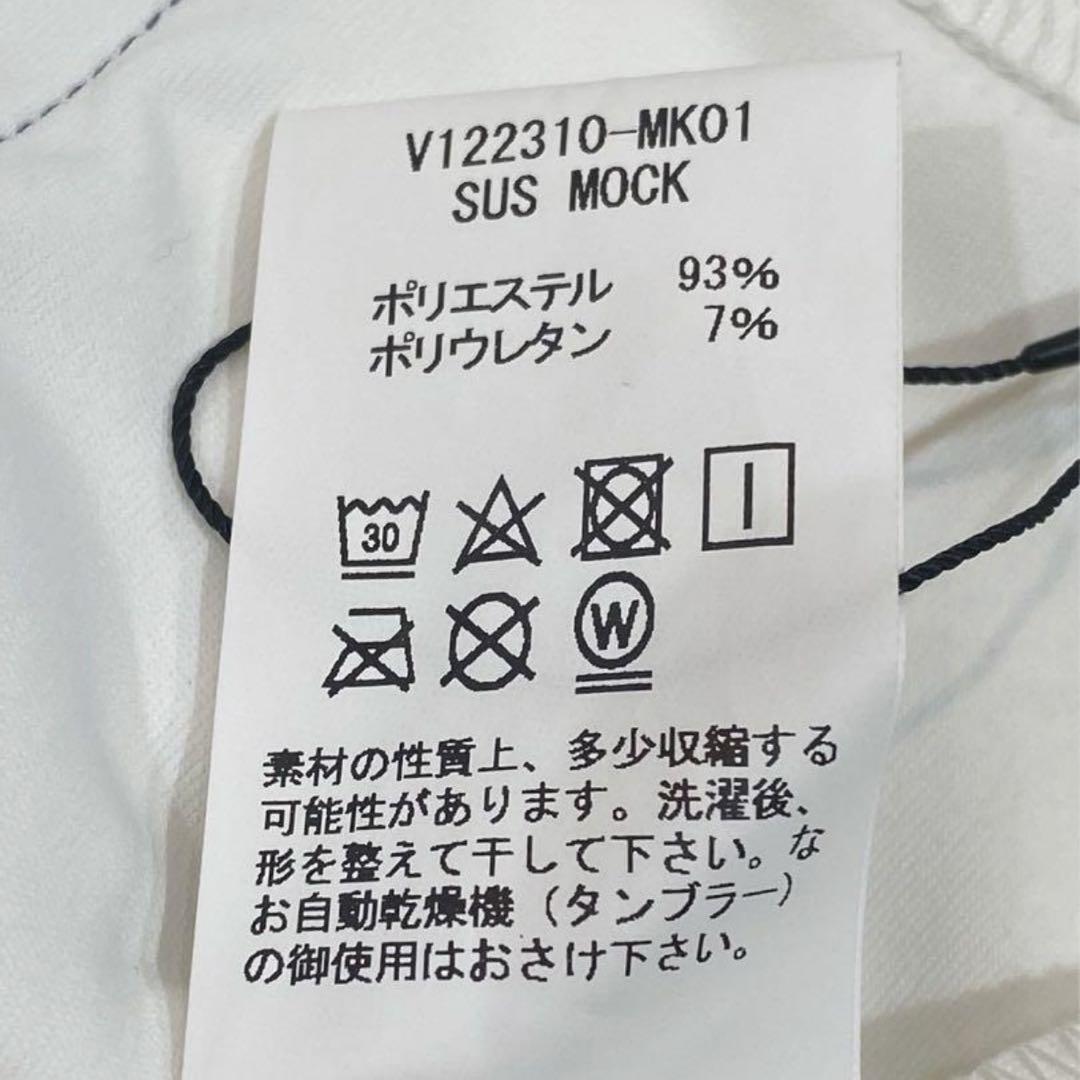 V122310-MK01
SUS MOCK
ポリエステル 93%
ポリウレタン 7%
30
W
素材の性質上、多少収縮する
可能性があります。洗濯後、
形を整えて干して下さい。な
お自動乾燥機（タンブラー）
の御使用はおさけ下さい。